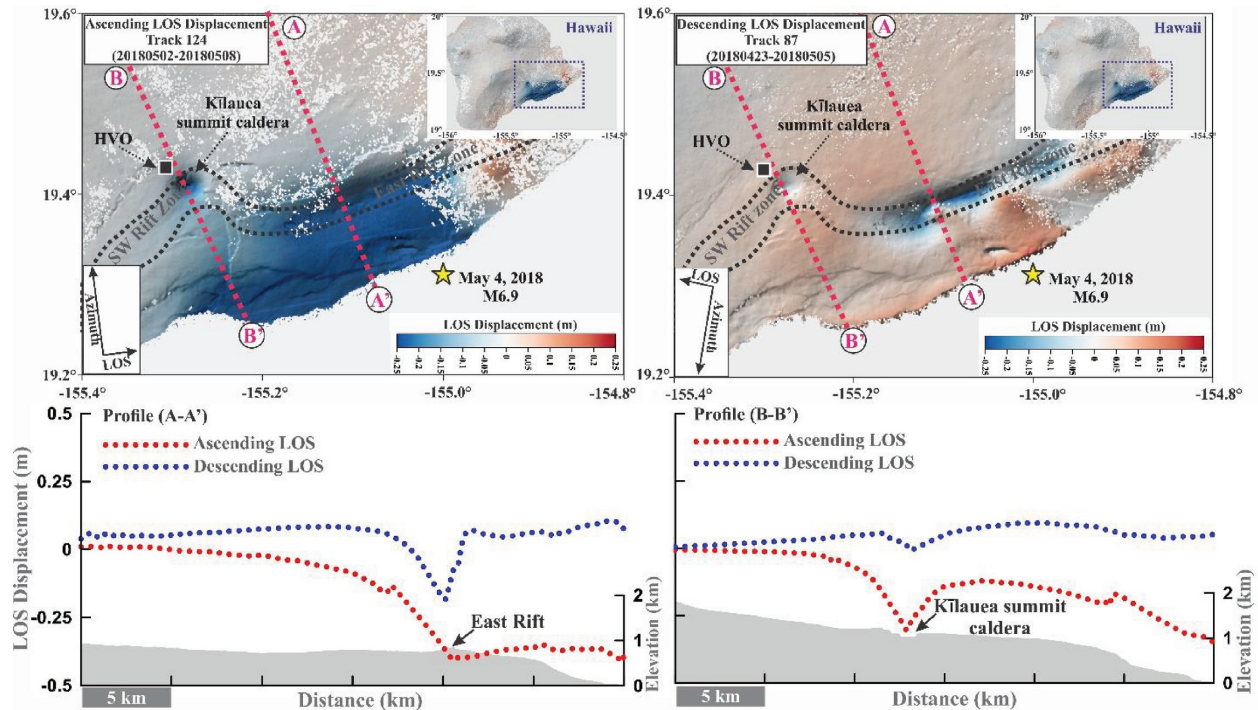 19.6°
19.4°
19.2°
Ascending LOS Displacement
Track 124
(20180502-20180508)
A
B
Hawaii
20°
19.5°
19°
-156°
-155.5°
-155°
-154.5°
Kīlauea
summit caldera
HVO
East Rift Zone
SW Rift Zone
May 4, 2018
M6.9
A'
B'
Azimuth
LOS
LOS Displacement (m)
-0.25
-0.2
-0.15
-0.1
-0.05
0
0.05
0.1
0.15
0.2
0.25
-155.4°
-155.2°
-155.0°
-154.8°
19.6°
19.4°
19.2°
Descending LOS Displacement
Track 87
(20180423-20180505)
A
B
Hawaii
20°
19.5°
19°
-156°
-155.5°
-155°
-154.5°
Kīlauea
summit caldera
HVO
East Rift Zone
SW Rift zone
May 4, 2018
M6.9
A'
B'
LOS
Azimuth
LOS Displacement (m)
-0.25
-0.2
-0.15
-0.1
-0.05
0
0.05
0.1
0.15
0.2
0.25
-155.4°
-155.2°
-155.0°
-154.8°
Profile (A-A')
Ascending LOS
Descending LOS
LOS Displacement (m)
0.5
0.25
0
-0.25
-0.5
East Rift
Elevation (km)
2
1
0
5 km
Distance (km)
Profile (B-B')
Ascending LOS
Descending LOS
Kīlauea summit
caldera
Elevation (km)
2
1
0
5 km
Distance (km)